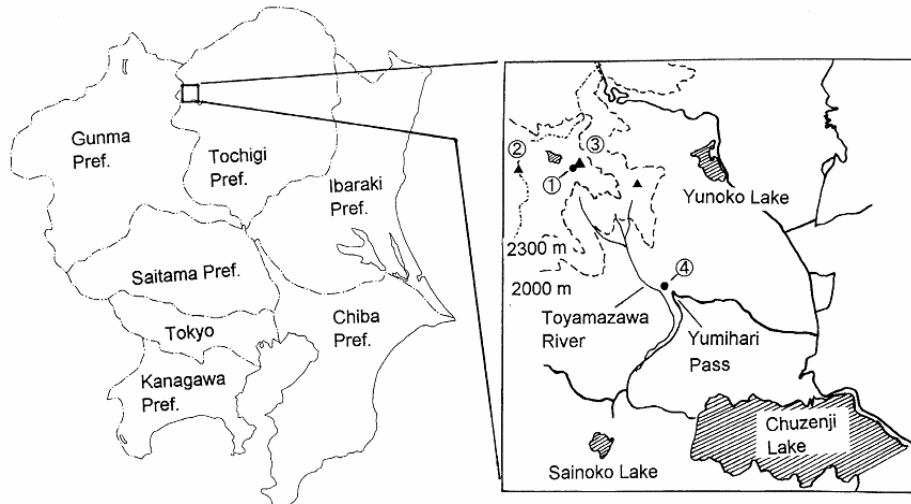 Gunma
Pref.
Tochigi
Pref.
Ibaraki
Pref.
Saitama Pref.
Tokyo
Chiba
Pref.
Kanagawa
Pref.
②
③
①
Yunoko Lake
2300 m
2000 m
④
Toyamazawa
River
Yumihari
Pass
Chuzenji
Lake
Sainoko Lake